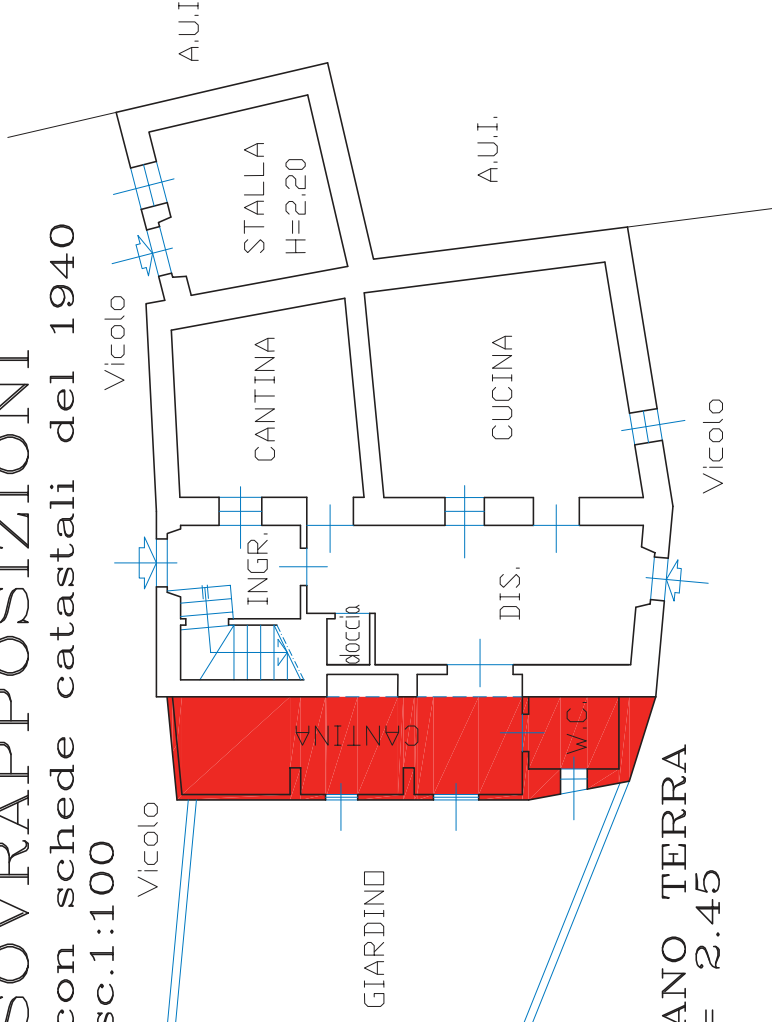 SOVRAPPOSIZIONI
con schede catastali del 1940
sc.1:100
Vicolo
A.U.I
STALLA
H=2.20
A.U.I.
Vicolo
CANTINA
CUCINA
Vicolo
INGR.
DIS.
doccia
CANTINA
W.C.
GIARDINO
ANO TERRA
= 2.45